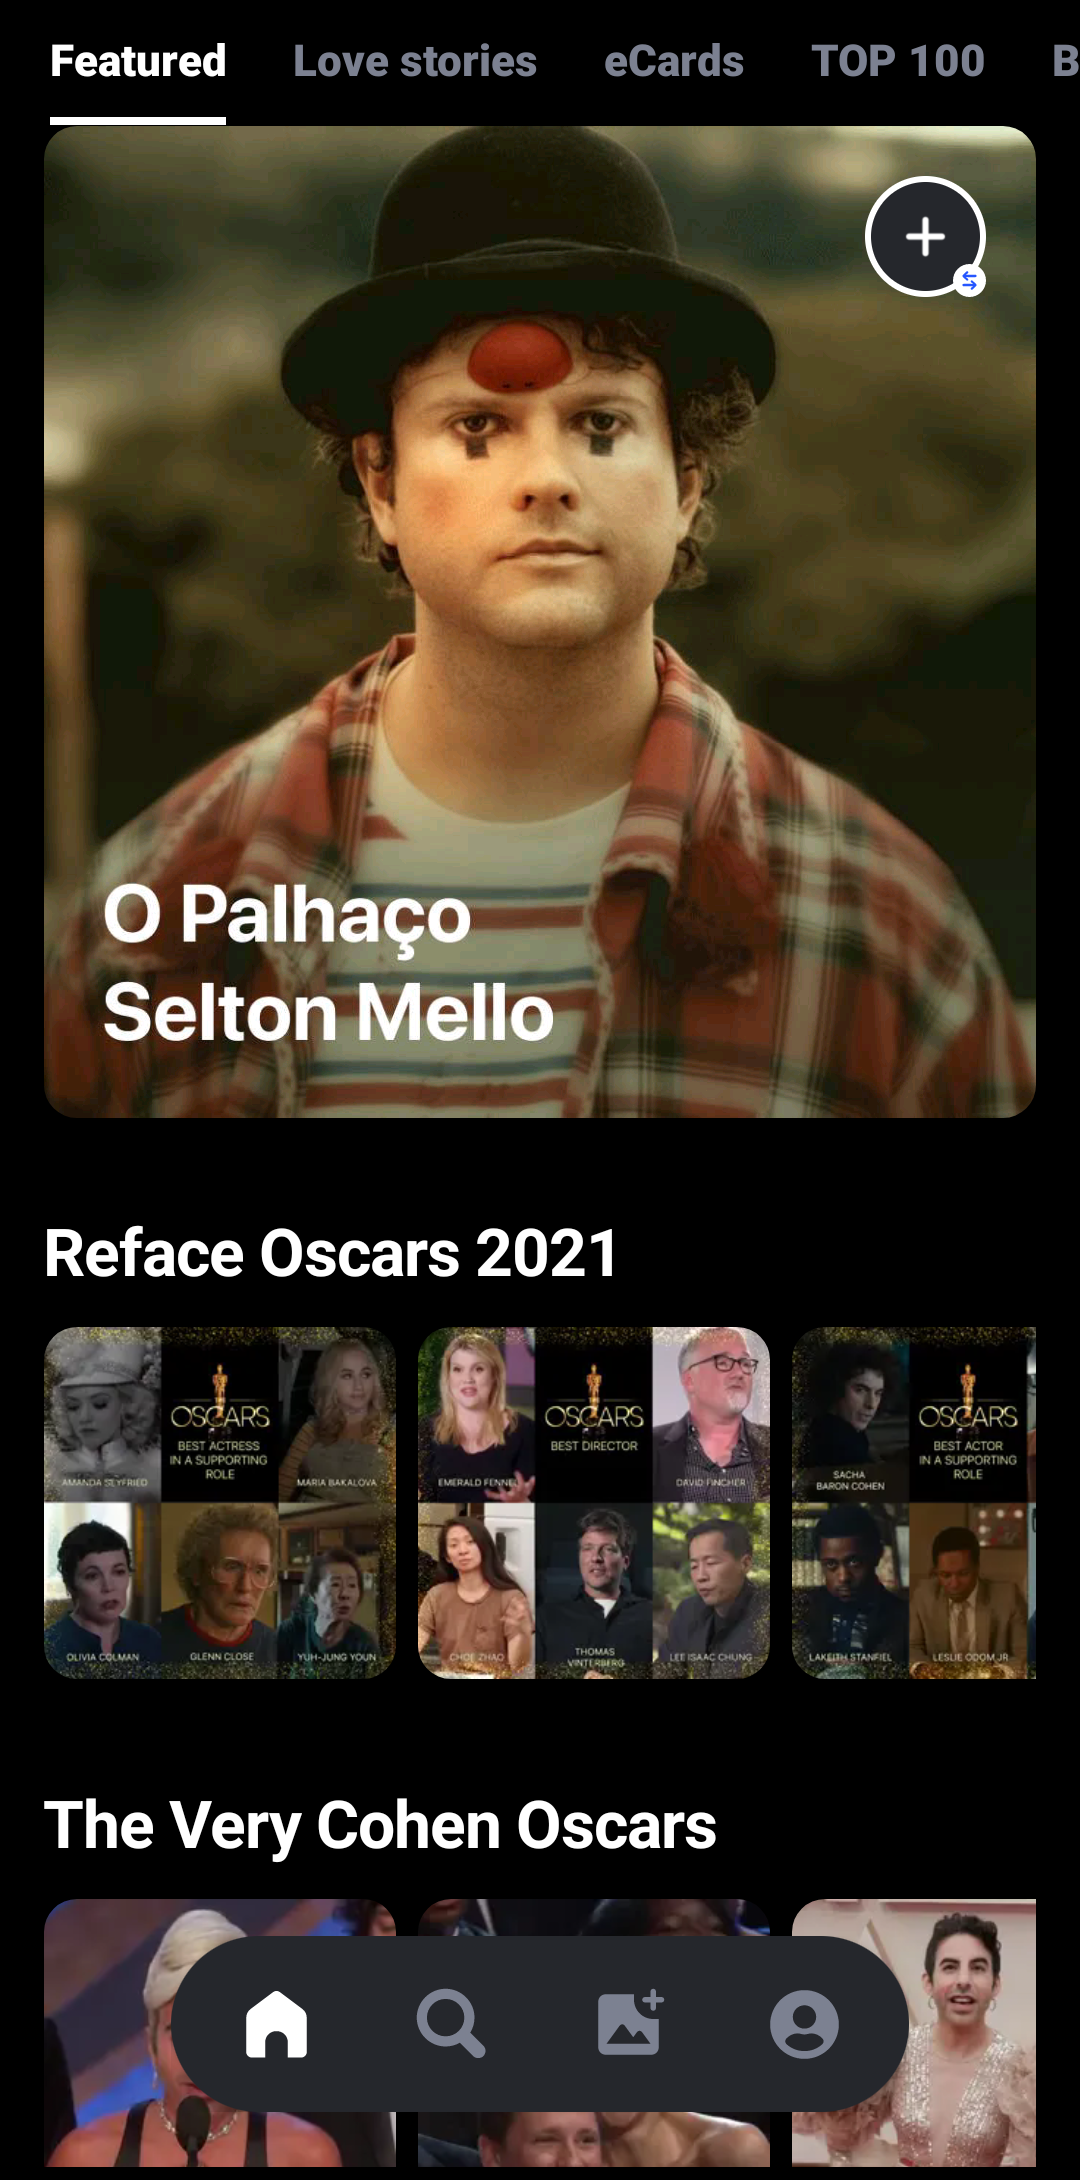 Featured Love stories eCards TOP 100 B
O Palhaço
Selton Mello
Reface Oscars 2021
OSCARS
BEST ACTRESS
IN A SUPPORTING
ROLE
AMANDA SEYFRIED
MARIA BAKALOVA
OLIVIA COLMAN
GLENN CLOSE
YUH-JUNG YOUN
OSCARS
BEST DIRECTOR
EMERALD FENNEL
DAVID FINCHER
CHOE ZHAO
THOMAS
VINTERBERG
LEE ISAAC CHUNG
OSCARS
BEST ACTOR
IN A SUPPORTING
ROLE
SACHA
BARON COHEN
LAKEITH STANFIEL
LESLIE ODOM JR
The Very Cohen Oscars